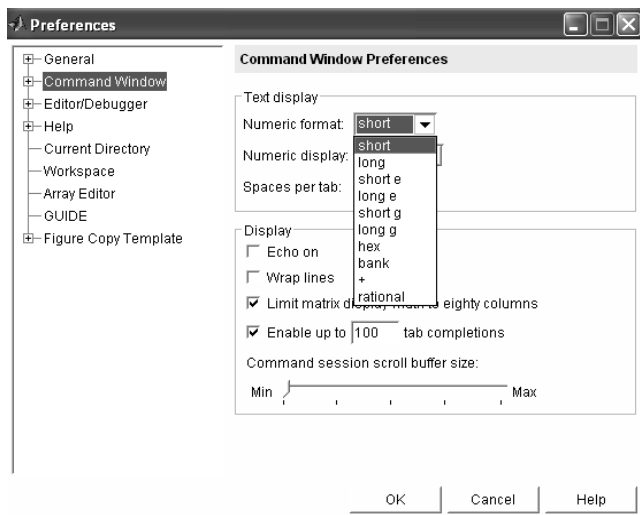 Preferences
General
Command Window
Editor/Debugger
Help
Current Directory
Workspace
Array Editor
GUIDE
Figure Copy Template
Command Window Preferences
Text display
Numeric format: short
short
long
short e
long e
short g
long g
hex
bank
+
rational
Numeric display:
Spaces per tab:
Display
Echo on
Wrap lines
Limit matrix display width to eighty columns
Enable up to 100 tab completions
Command session scroll buffer size:
Min Max
OK Cancel Help